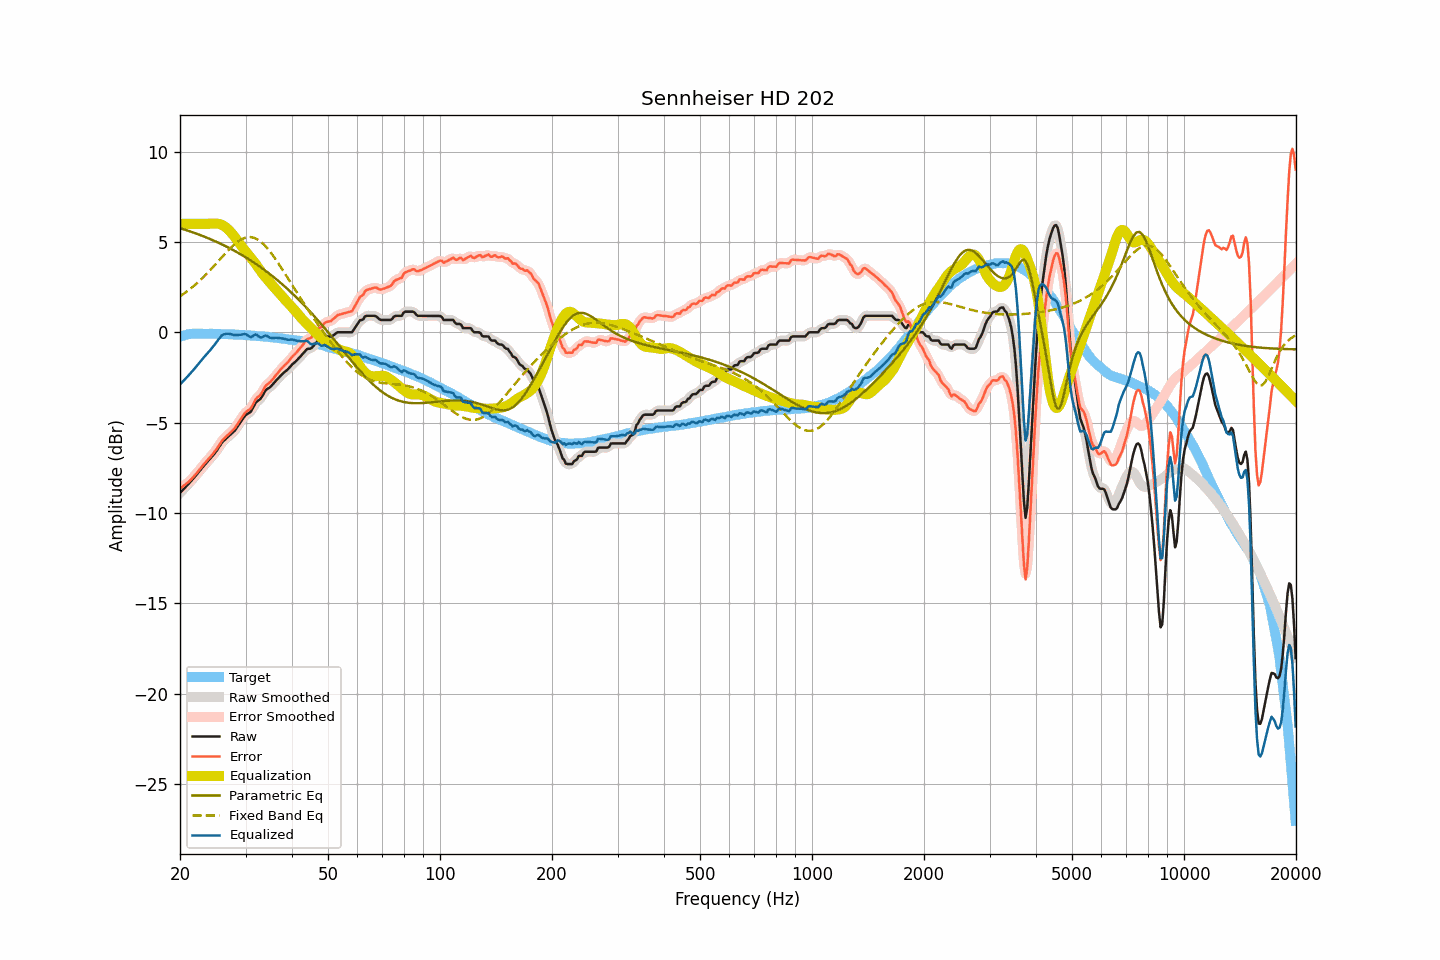 Sennheiser HD 202
Amplitude (dBr)
10
5
0
−5
−10
−15
−20
−25
Target
Raw Smoothed
Error Smoothed
Raw
Error
Equalization
Parametric Eq
Fixed Band Eq
Equalized
20 50 100 200 500 1000 2000 5000 10000 20000
Frequency (Hz)